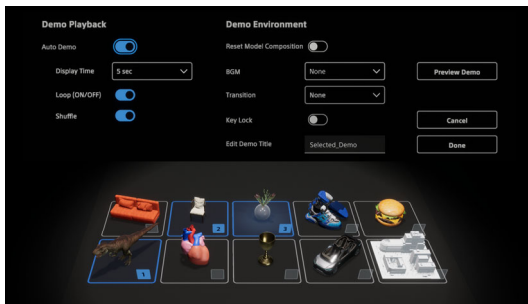 Demo Playback
Auto Demo
Display Time
5 sec
Loop (ON/OFF)
Shuffle
Demo Environment
Reset Model Composition
BGM
None
Preview Demo
Transition
None
Key Lock
Cancel
Edit Demo Title
Selected_Demo
Done
2
3
1